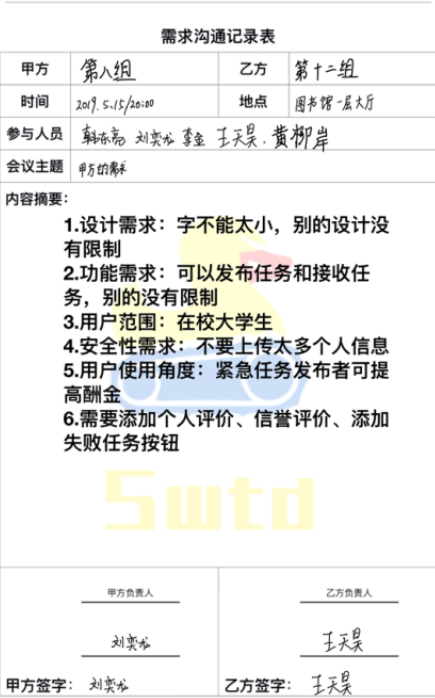 需求沟通记录表
甲方 第八组 乙方 第十二组
时间 2019.5.15/20:00 地点 图书馆一层大厅
参与人员 韩东亮 刘奕龙 李金 王天昊.黄柳岸
会议主题 甲方的需求
内容摘要：
1.设计需求：字不能太小，别的设计没
有限制
2.功能需求：可以发布任务和接收任
务，别的没有限制
3.用户范围：在校大学生
4.安全性需求：不要上传太多个人信息
5.用户使用角度：紧急任务发布者可提
高酬金
6.需要添加个人评价、信誉评价、添加
失败任务按钮
5wtd
甲方负责人 乙方负责人
刘奕龙 王天昊
甲方签字：刘奕龙 乙方签字：王天昊